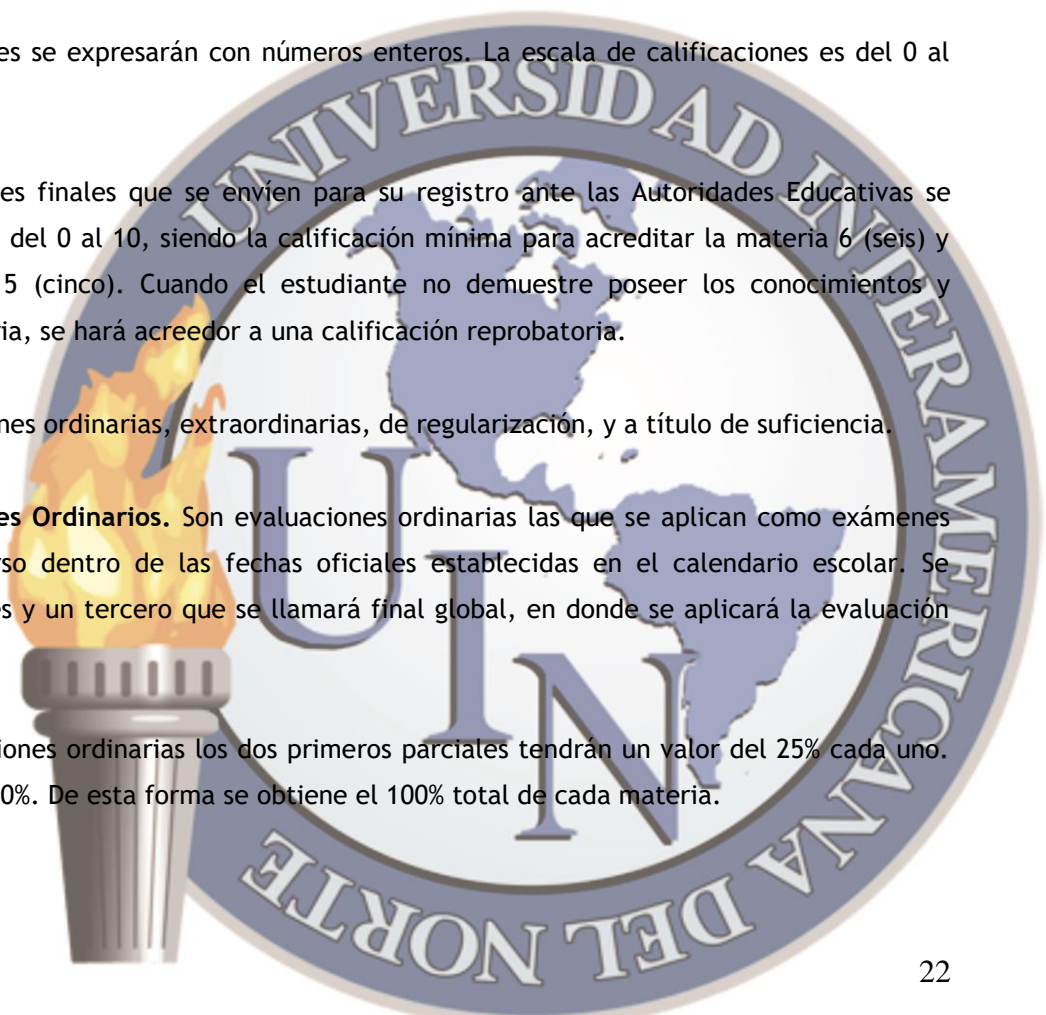 es se expresarán con números enteros. La escala de calificaciones es del 0 al
es finales que se envíen para su registro ante las Autoridades Educativas se
del 0 al 10, siendo la calificación mínima para acreditar la materia 6 (seis) y
5 (cinco). Cuando el estudiante no demuestre poseer los conocimientos y
ria, se hará acreedor a una calificación reprobatoria.
nes ordinarias, extraordinarias, de regularización, y a título de suficiencia.
es Ordinarios. Son evaluaciones ordinarias las que se aplican como exámenes
rso dentro de las fechas oficiales establecidas en el calendario escolar. Se
es y un tercero que se llamará final global, en donde se aplicará la evaluación
iones ordinarias los dos primeros parciales tendrán un valor del 25% cada uno.
0%. De esta forma se obtiene el 100% total de cada materia.
UNIVERSIDAD INTERAMERICANA DEL NORTE
UIN
22